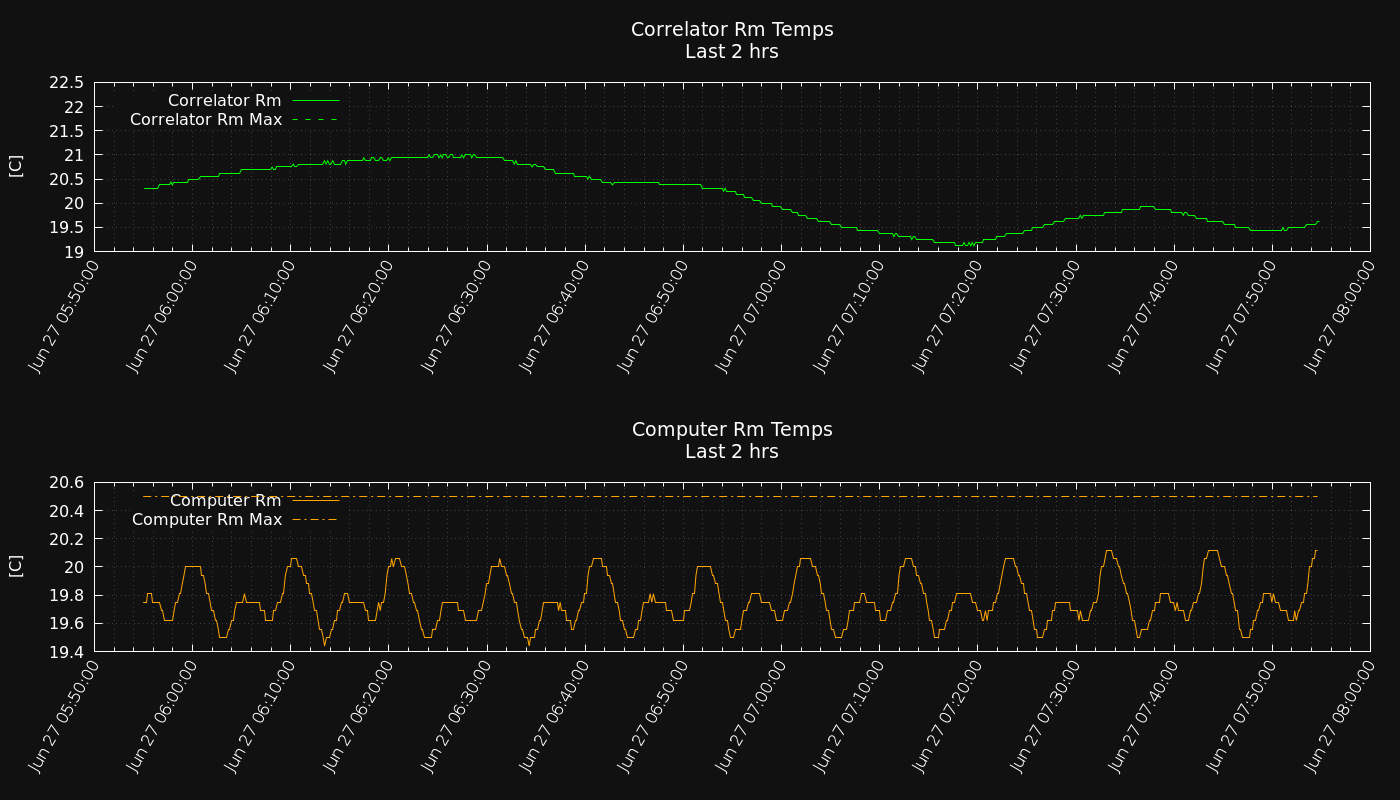 Correlator Rm Temps
Last 2 hrs
22.5
22
21.5
21
20.5
20
19.5
19
[C]
Correlator Rm
Correlator Rm Max
Jun 27 05:50:00
Jun 27 06:00:00
Jun 27 06:10:00
Jun 27 06:20:00
Jun 27 06:30:00
Jun 27 06:40:00
Jun 27 06:50:00
Jun 27 07:00:00
Jun 27 07:10:00
Jun 27 07:20:00
Jun 27 07:30:00
Jun 27 07:40:00
Jun 27 07:50:00
Jun 27 08:00:00
Computer Rm Temps
Last 2 hrs
20.6
20.4
20.2
20
19.8
19.6
19.4
[C]
Computer Rm
Computer Rm Max
Jun 27 05:50:00
Jun 27 06:00:00
Jun 27 06:10:00
Jun 27 06:20:00
Jun 27 06:30:00
Jun 27 06:40:00
Jun 27 06:50:00
Jun 27 07:00:00
Jun 27 07:10:00
Jun 27 07:20:00
Jun 27 07:30:00
Jun 27 07:40:00
Jun 27 07:50:00
Jun 27 08:00:00